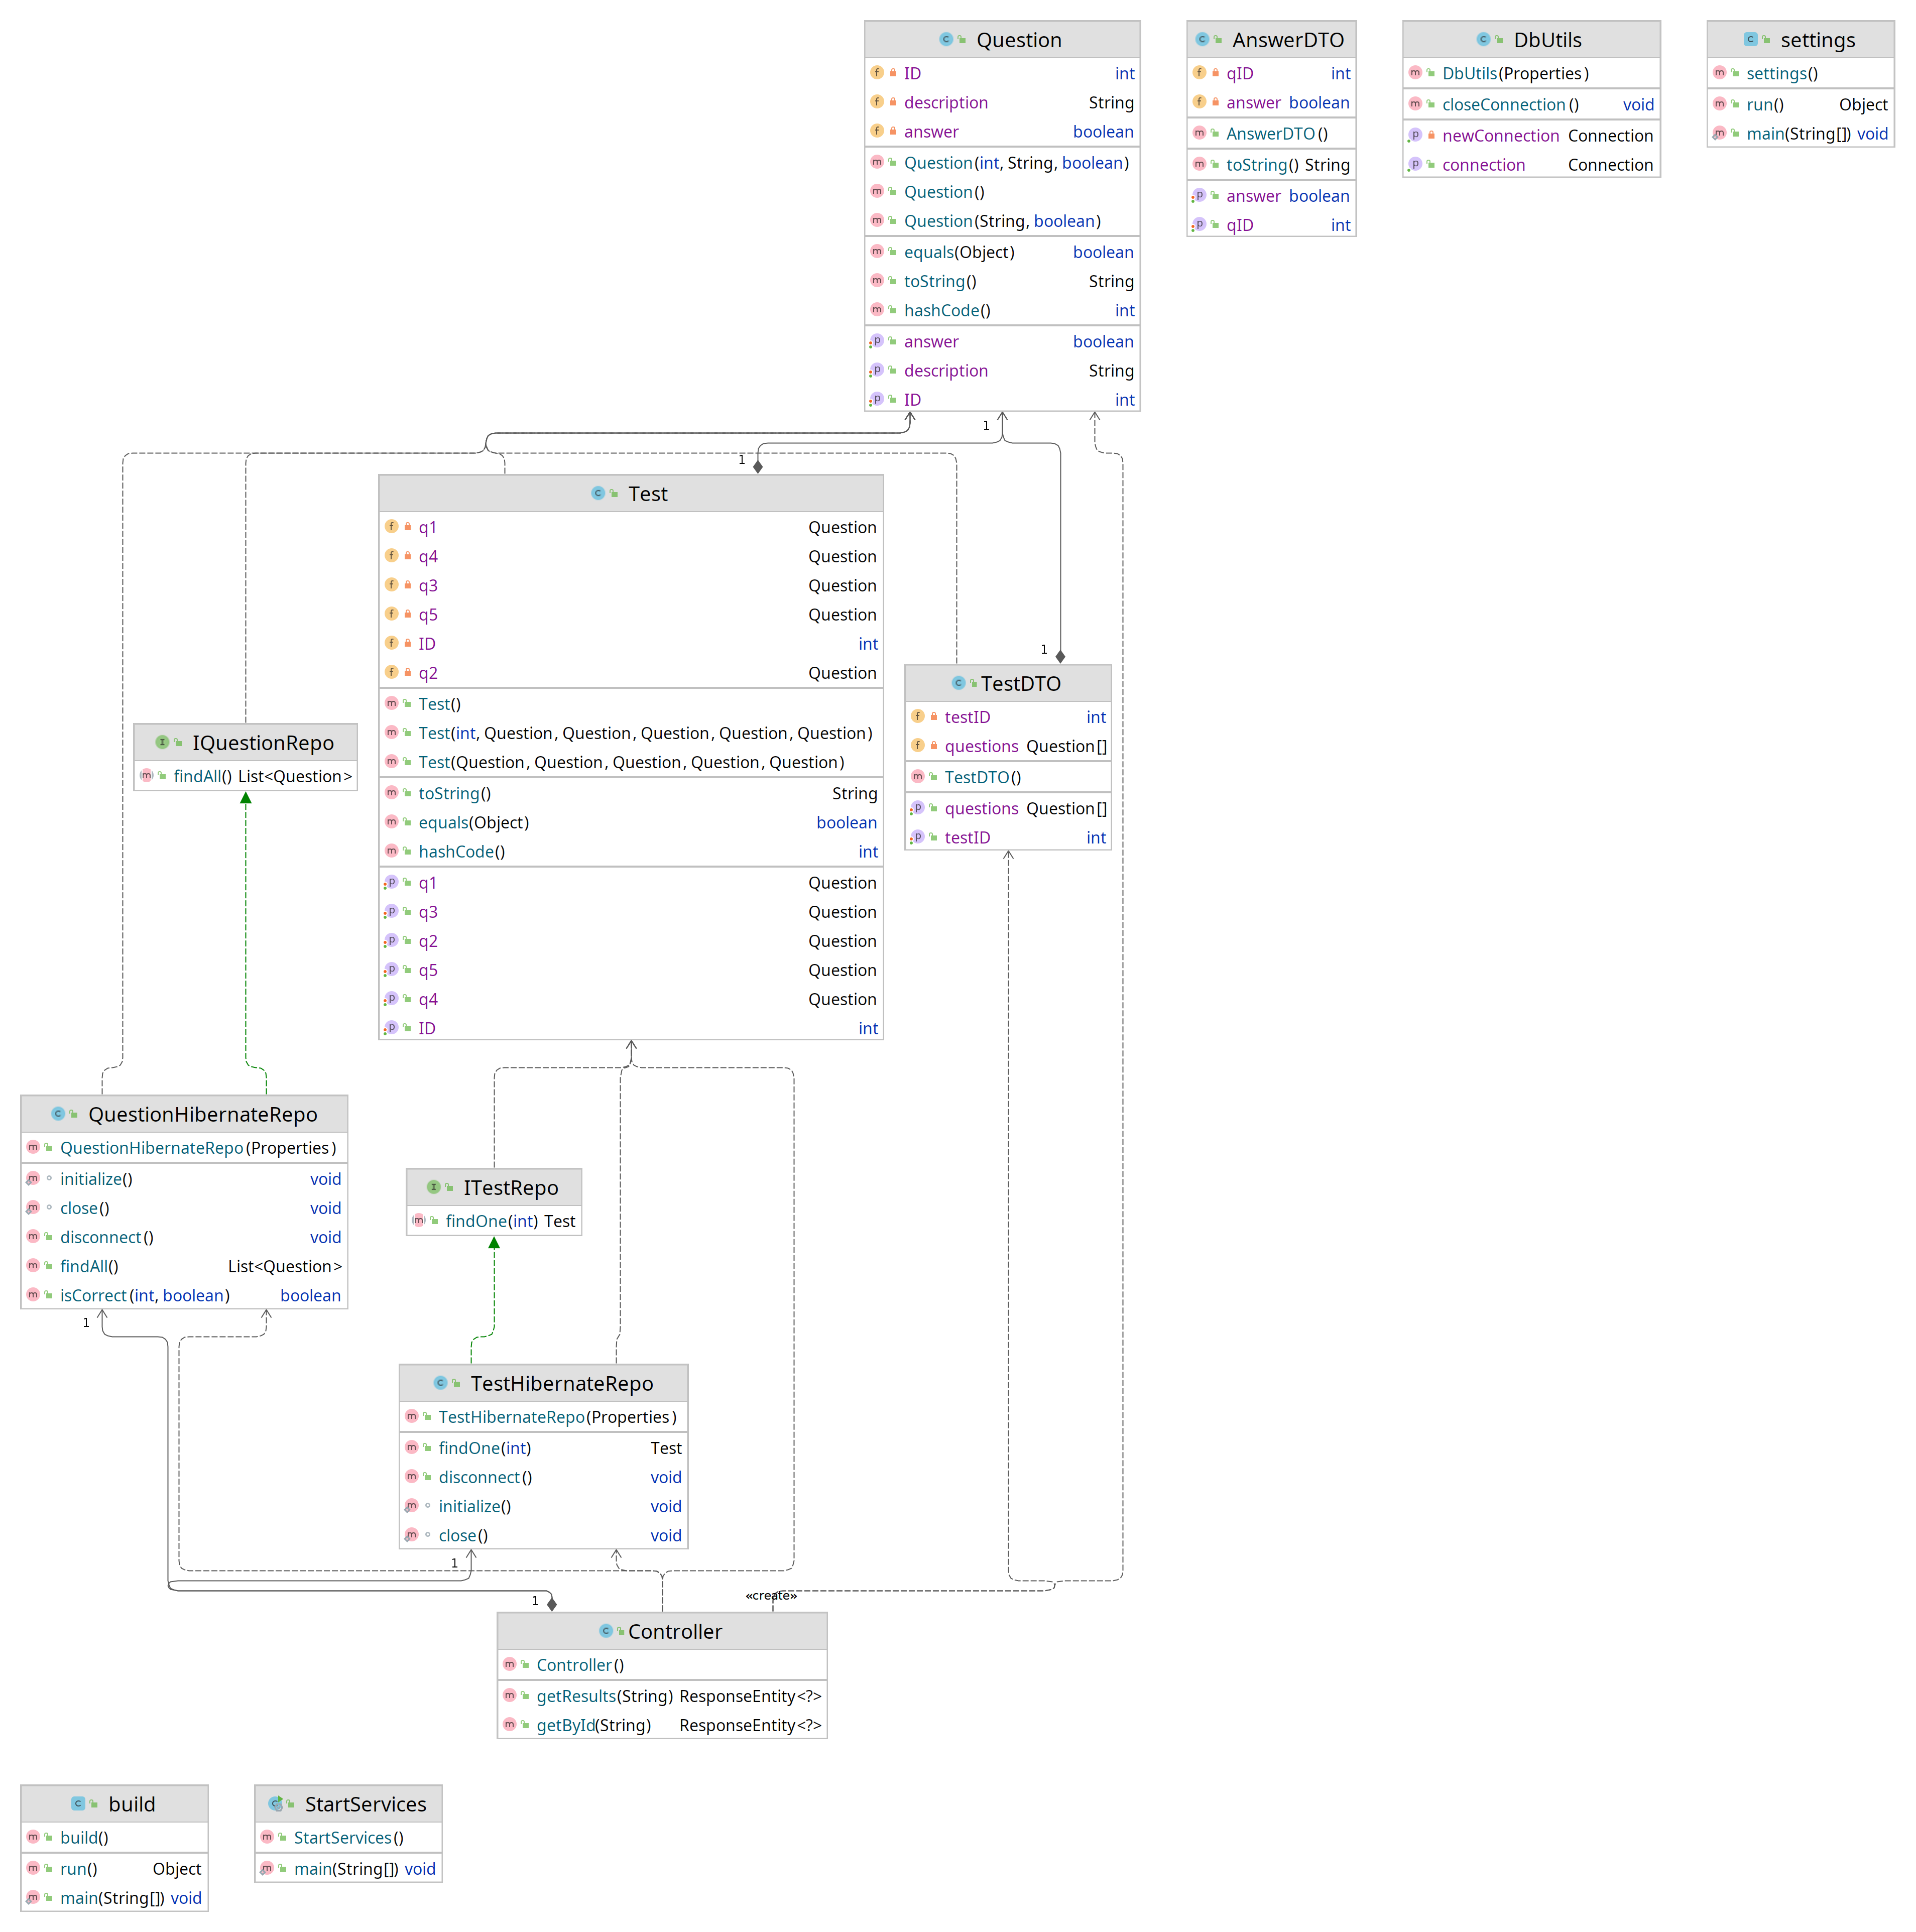 Question
ID int
description String
answer boolean
Question(int, String, boolean)
Question()
Question(String, boolean)
equals(Object) boolean
toString() String
hashCode() int
answer boolean
description String
ID int
AnswerDTO
qID int
answer boolean
AnswerDTO()
toString() String
answer boolean
qID int
DbUtils
DbUtils(Properties)
closeConnection() void
newConnection Connection
connection Connection
settings
settings()
run() Object
main(String[]) void
1
1
Test
q1 Question
q4 Question
q3 Question
q5 Question
ID int
q2 Question
Test()
Test(int, Question, Question, Question, Question, Question)
Test(Question, Question, Question, Question, Question)
toString() String
equals(Object) boolean
hashCode() int
q1 Question
q3 Question
q2 Question
q5 Question
q4 Question
ID int
1
TestDTO
testID int
questions Question[]
TestDTO()
questions Question[]
testID int
IQuestionRepo
findAll() List<Question>
QuestionHibernateRepo
QuestionHibernateRepo(Properties)
initialize() void
close() void
disconnect() void
findAll() List<Question>
isCorrect(int, boolean) boolean
1
ITestRepo
findOne(int) Test
TestHibernateRepo
TestHibernateRepo(Properties)
findOne(int) Test
disconnect() void
initialize() void
close() void
1
1
«create»
Controller
Controller()
getResults(String) ResponseEntity<?>
getById(String) ResponseEntity<?>
build
build()
run() Object
main(String[]) void
StartServices
StartServices()
main(String[]) void